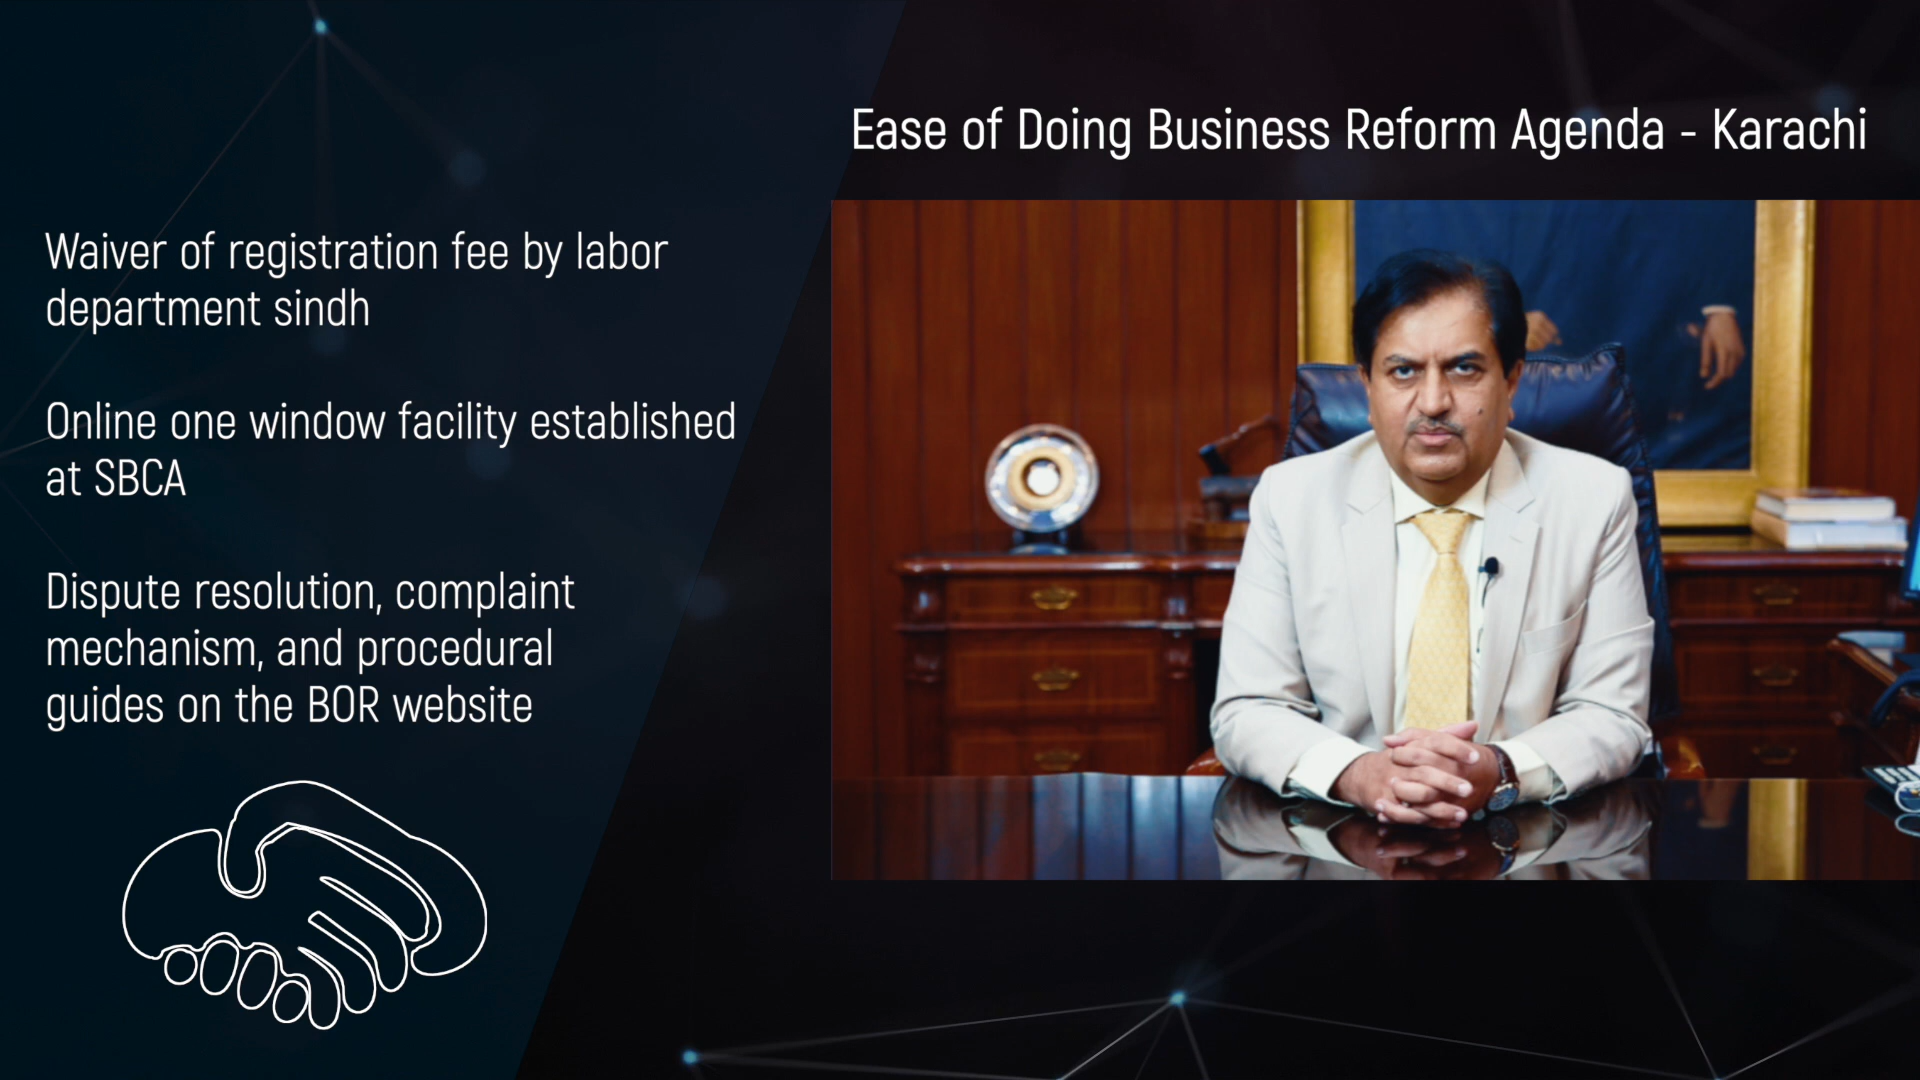 Ease of Doing Business Reform Agenda - Karachi
Waiver of registration fee by labor
department sindh
Online one window facility established
at SBCA
Dispute resolution, complaint
mechanism, and procedural
guides on the BOR website